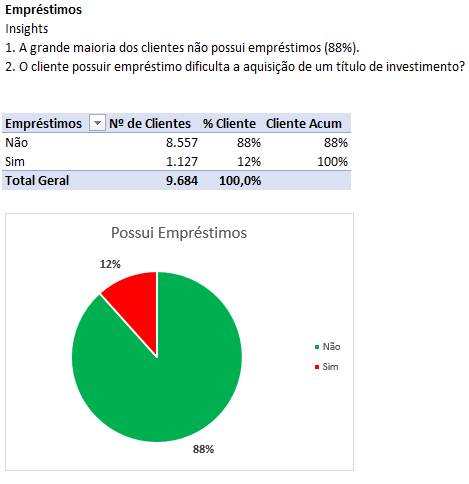 Empréstimos
Insights
1. A grande maioria dos clientes não possui empréstimos (88%).
2. O cliente possuir empréstimo dificulta a aquisição de um título de investimento?
Empréstimos Nº de Clientes % Cliente Cliente Acum
Não 8.557 88% 88%
Sim 1.127 12% 100%
Total Geral 9.684 100,0%
Possui Empréstimos
12%
Não
Sim
88%